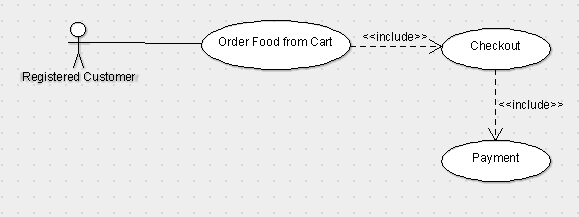 Order Food from Cart
<<include>>
Checkout
Registered Customer
<<include>>
Payment